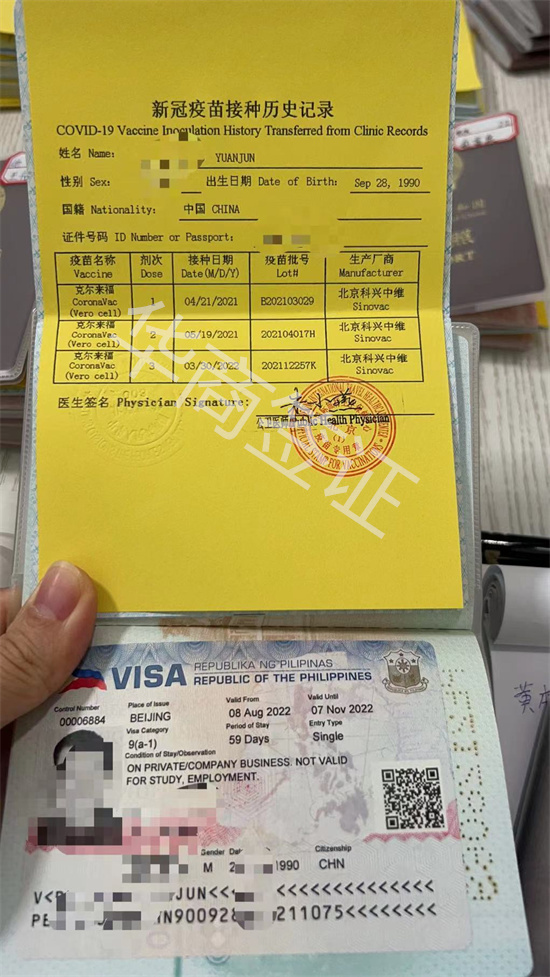 新冠疫苗接种历史记录
COVID-19 Vaccine Inoculation History Transferred from Clinic Records
姓名 Name: YUANJUN
性别 Sex: 出生日期 Date of Birth: Sep 28, 1990
国籍 Nationality: 中国 CHINA
证件号码 ID Number or Passport:
疫苗名称 剂次 接种日期 疫苗批号 生产厂商
Vaccine Dose Date(M/D/Y) Lot# Manufacturer
克尔来福 北京科兴中维
CoronaVac 1 04/21/2021 B202103029 Sinovac
(Vero cell)
克尔来福 北京科兴中维
CoronaVac 2 05/19/2021 202104017H Sinovac
(Vero cell)
克尔来福 北京科兴中维
CoronaVac 3 03/30/2022 202112257K Sinovac
(Vero cell)
医生签名 Physician Signature:
Health Physician
华商签证
VISA
REPUBLIKA NG PILIPINAS
REPUBLIC OF THE PHILIPPINES
Control Number Place of Issue Valid From Valid Until
00006884 BEIJING 08 Aug 2022 07 Nov 2022
Visa Category Period of Stay Entry Type
9(a-1) 59 Days Single
Condition of Stay/Observation
ON PRIVATE/COMPANY BUSINESS. NOT VALID
FOR STUDY, EMPLOYMENT.
Gender Citizenship
M 1990 CHN